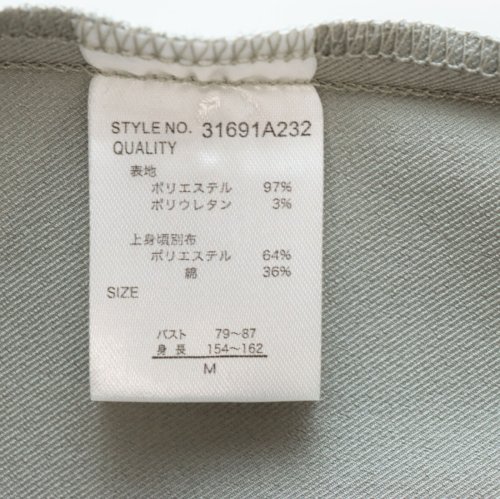 STYLE NO. 31691A232
QUALITY
表地
ポリエステル 97%
ポリウレタン 3%
上身頃別布
ポリエステル 64%
綿 36%
SIZE
バスト 79～87
身長 154～162
M